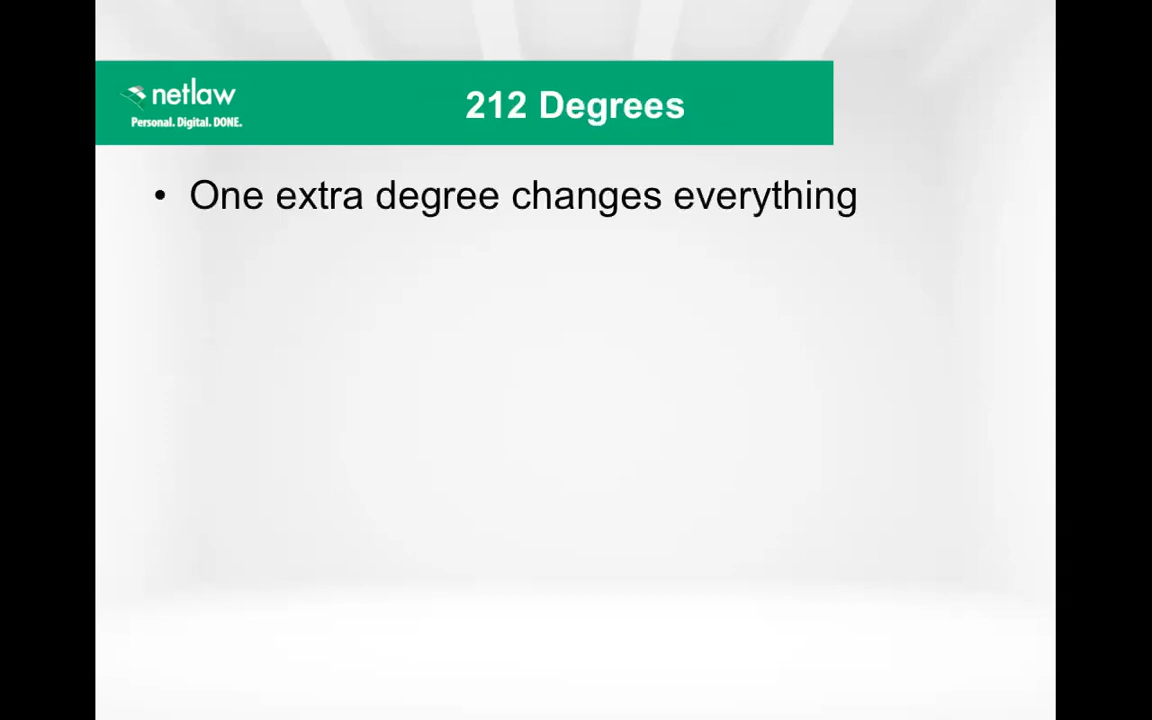 netlaw
Personal. Digital. DONE.
212 Degrees
• One extra degree changes everything